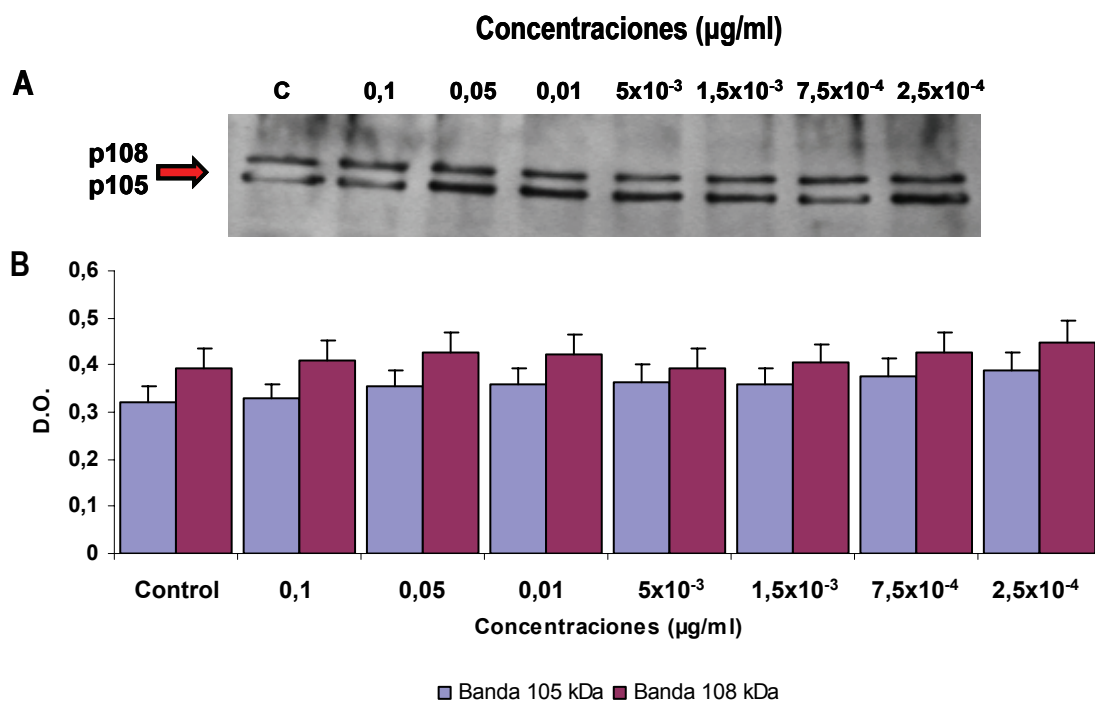 Concentraciones (µg/ml)
A
C 0,1 0,05 0,01 5x10⁻³ 1,5x10⁻³ 7,5x10⁻⁴ 2,5x10⁻⁴
p108
p105
B
0,6
0,5
0,4
0,3
0,2
0,1
0
D.O.
Control 0,1 0,05 0,01 5x10⁻³ 1,5x10⁻³ 7,5x10⁻⁴ 2,5x10⁻⁴
Concentraciones (µg/ml)
Banda 105 kDa Banda 108 kDa